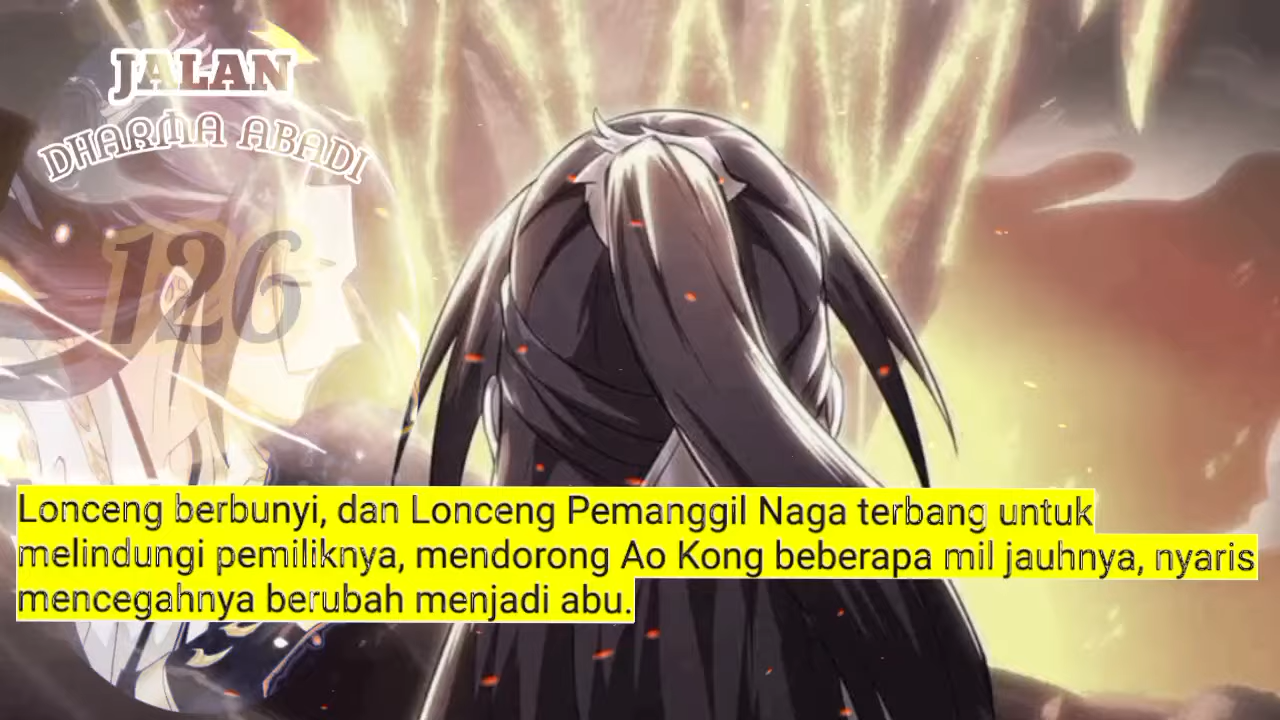 JALAN
DHARMA ABADI
126
Lonceng berbunyi, dan Lonceng Pemanggil Naga terbang untuk
melindungi pemiliknya, mendorong Ao Kong beberapa mil jauhnya, nyaris
mencegahnya berubah menjadi abu.